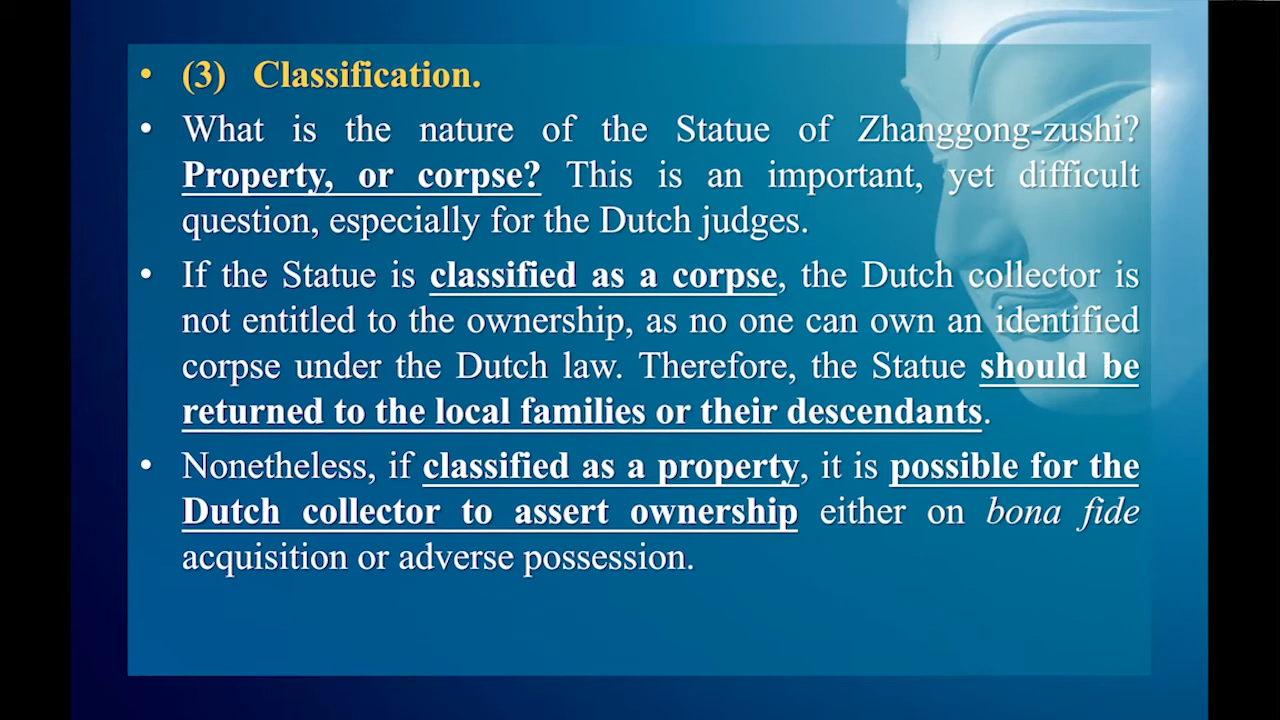 • (3) Classification.
• What is the nature of the Statue of Zhanggong-zushi?
Property, or corpse? This is an important, yet difficult
question, especially for the Dutch judges.
• If the Statue is classified as a corpse, the Dutch collector is
not entitled to the ownership, as no one can own an identified
corpse under the Dutch law. Therefore, the Statue should be
returned to the local families or their descendants.
• Nonetheless, if classified as a property, it is possible for the
Dutch collector to assert ownership either on bona fide
acquisition or adverse possession.